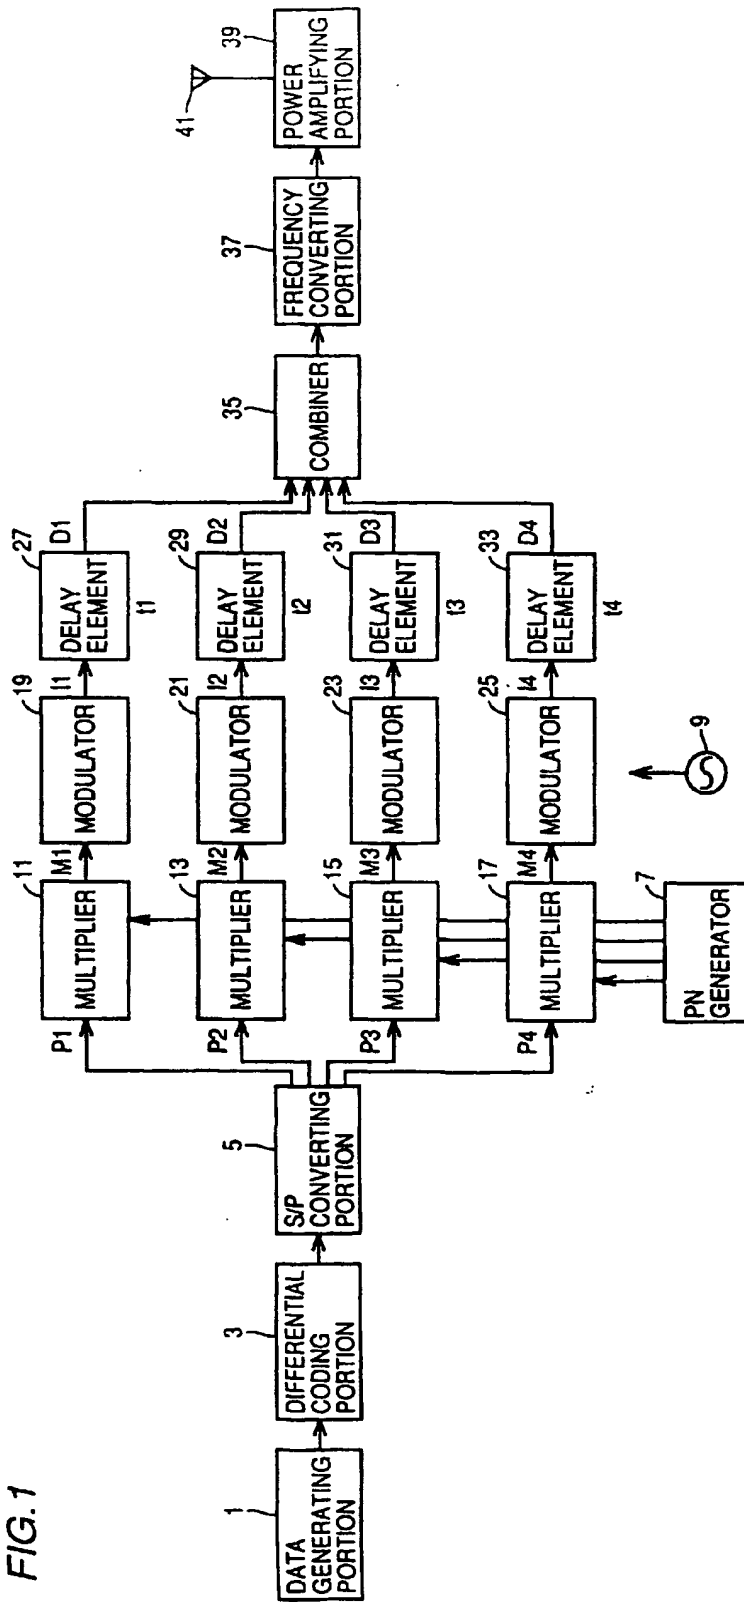 FIG.1
1
DATA
GENERATING
PORTION
3
DIFFERENTIAL
CODING
PORTION
5
S/P
CONVERTING
PORTION
P1
11
MULTIPLIER
M1
19
MODULATOR
I1
27
DELAY
ELEMENT
t1
D1
P2
13
MULTIPLIER
M2
21
MODULATOR
I2
29
DELAY
ELEMENT
t2
D2
P3
15
MULTIPLIER
M3
23
MODULATOR
I3
31
DELAY
ELEMENT
t3
D3
P4
17
MULTIPLIER
M4
25
MODULATOR
I4
33
DELAY
ELEMENT
t4
D4
7
PN
GENERATOR
9
35
COMBINER
37
FREQUENCY
CONVERTING
PORTION
39
POWER
AMPLIFYING
PORTION
41